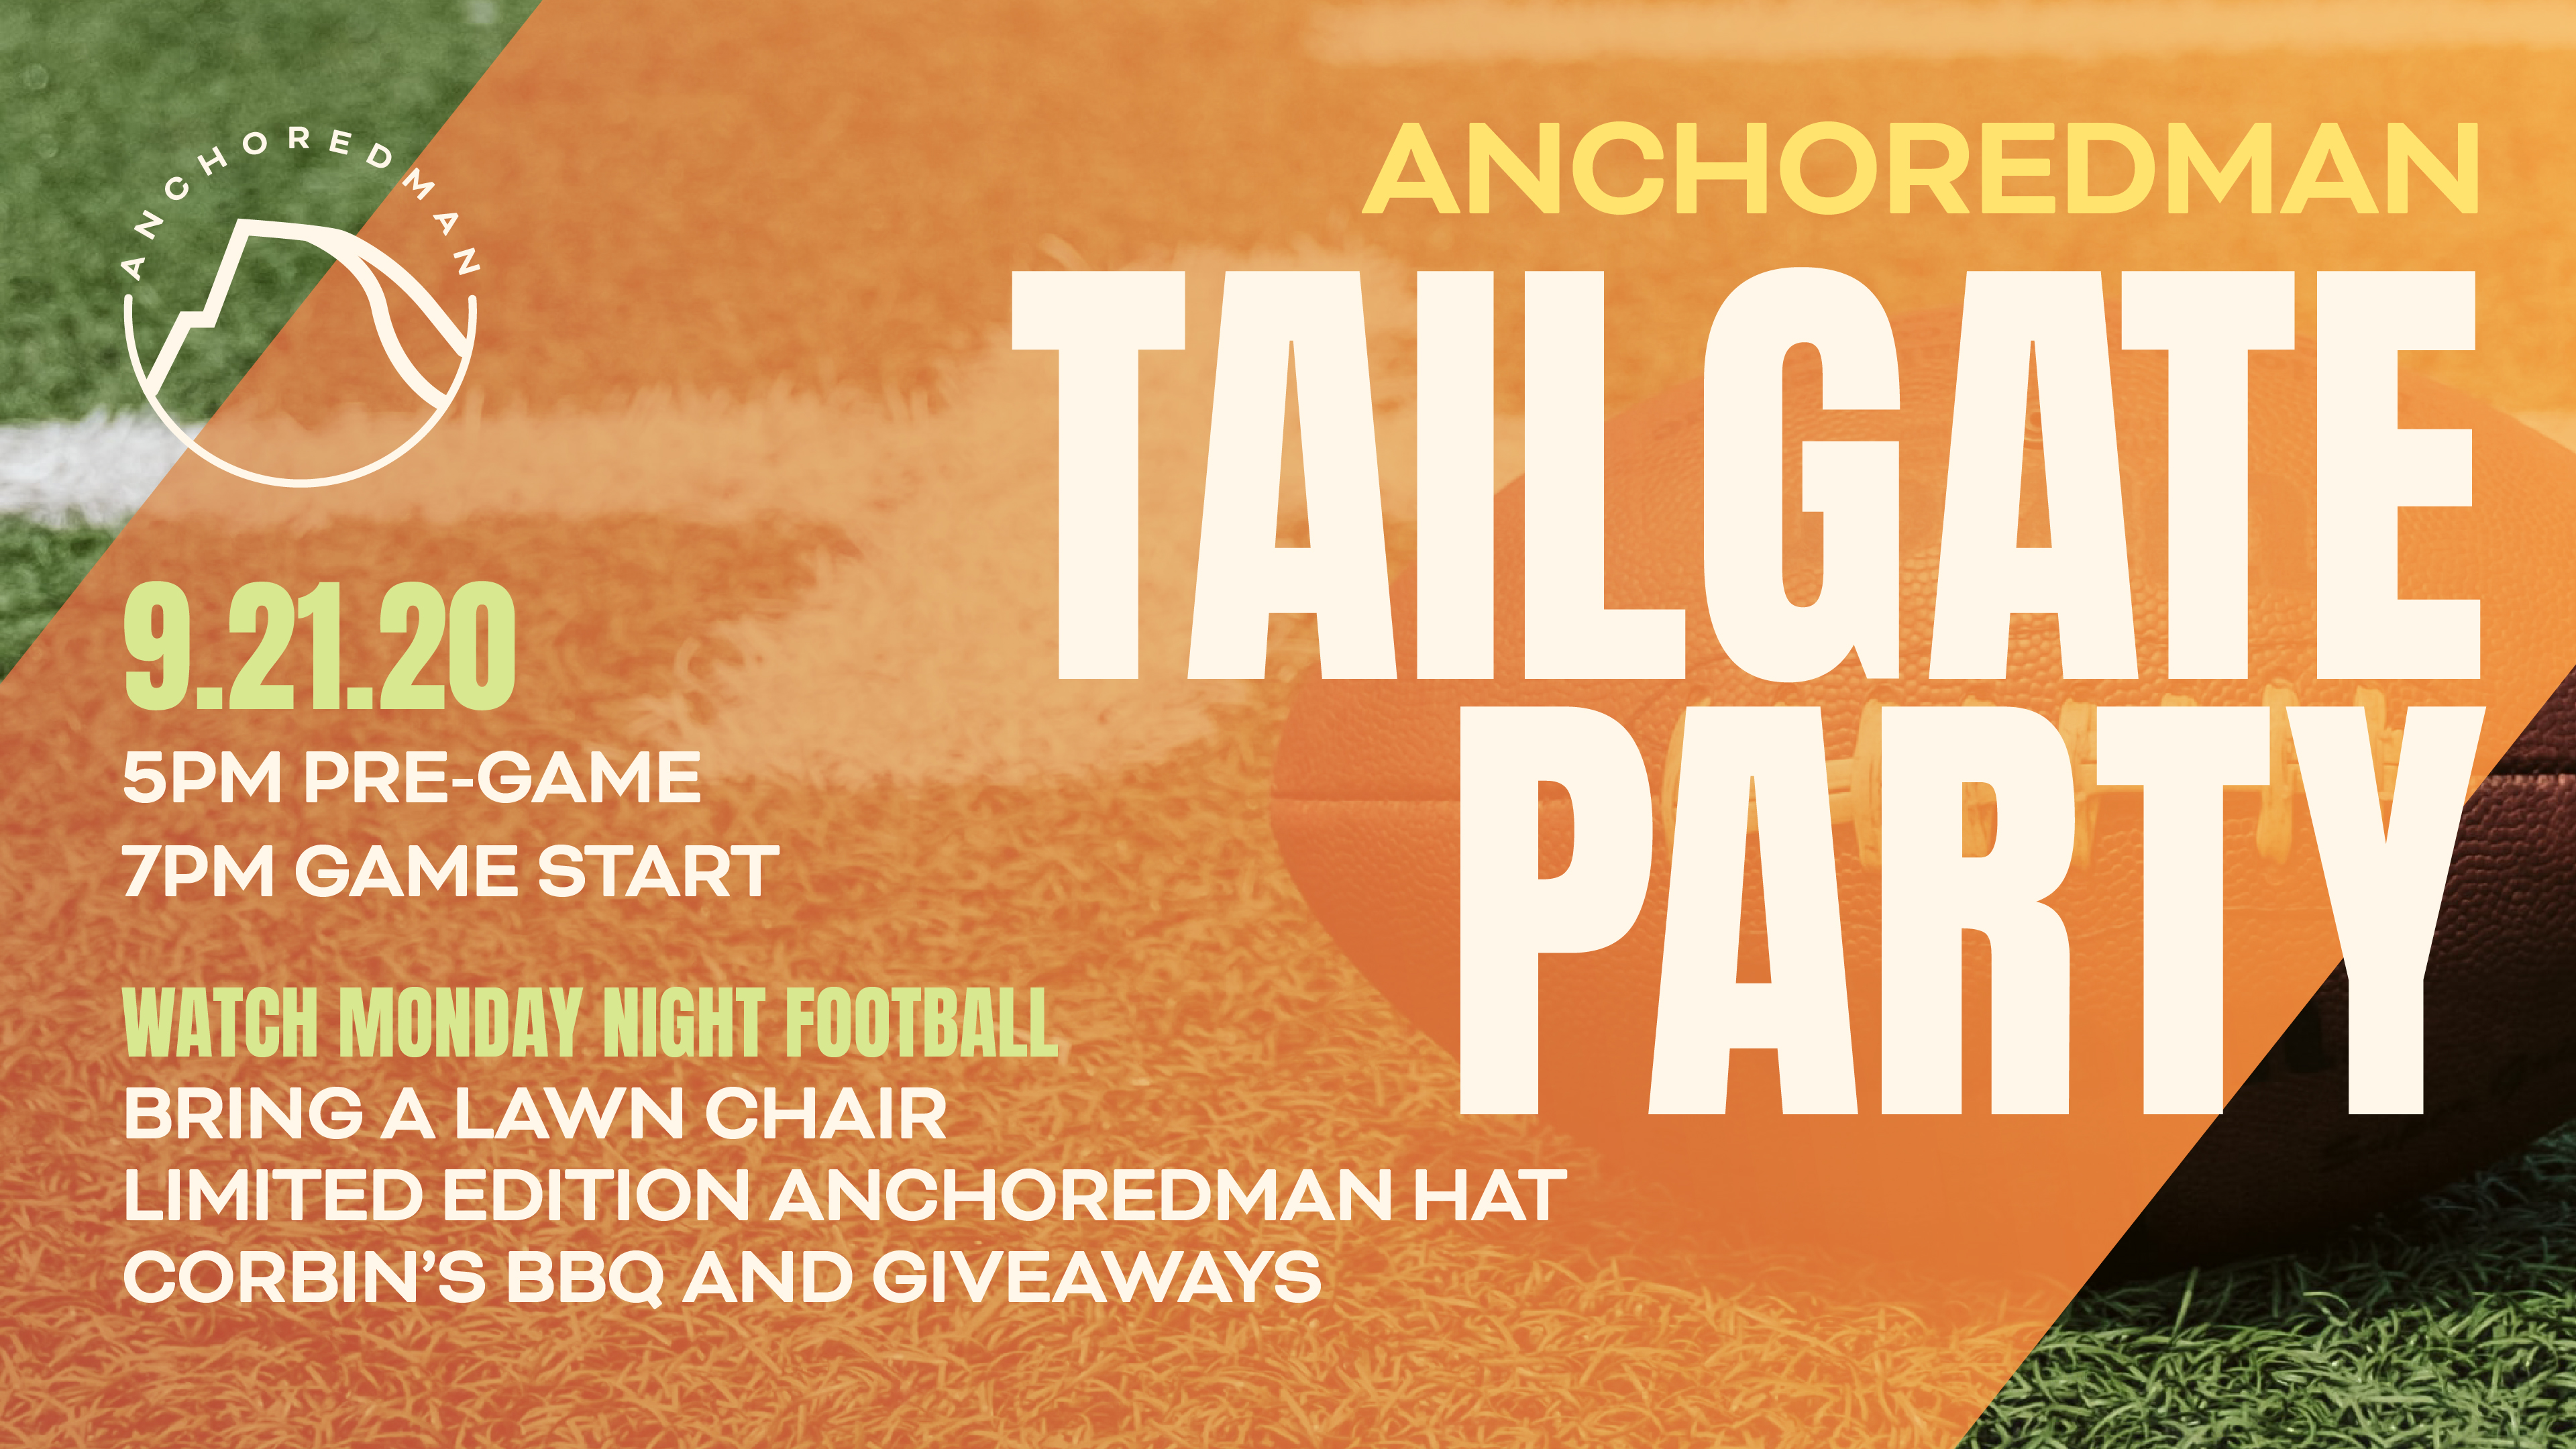 ANCHOREDMAN
ANCHOREDMAN
TAILGATE
PARTY
9.21.20
5PM PRE-GAME
7PM GAME START
WATCH MONDAY NIGHT FOOTBALL
BRING A LAWN CHAIR
LIMITED EDITION ANCHOREDMAN HAT
CORBIN’S BBQ AND GIVEAWAYS